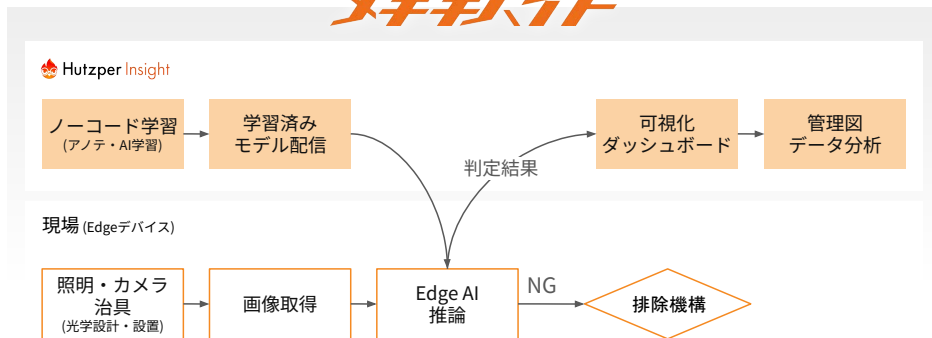 Hutzper Insight
ノーコード学習
(アノテ・AI学習)
学習済み
モデル配信
可視化
ダッシュボード
管理図
データ分析
判定結果
現場 (Edgeデバイス)
照明・カメラ
治具
(光学設計・設置)
画像取得
Edge AI
推論
NG
排除機構